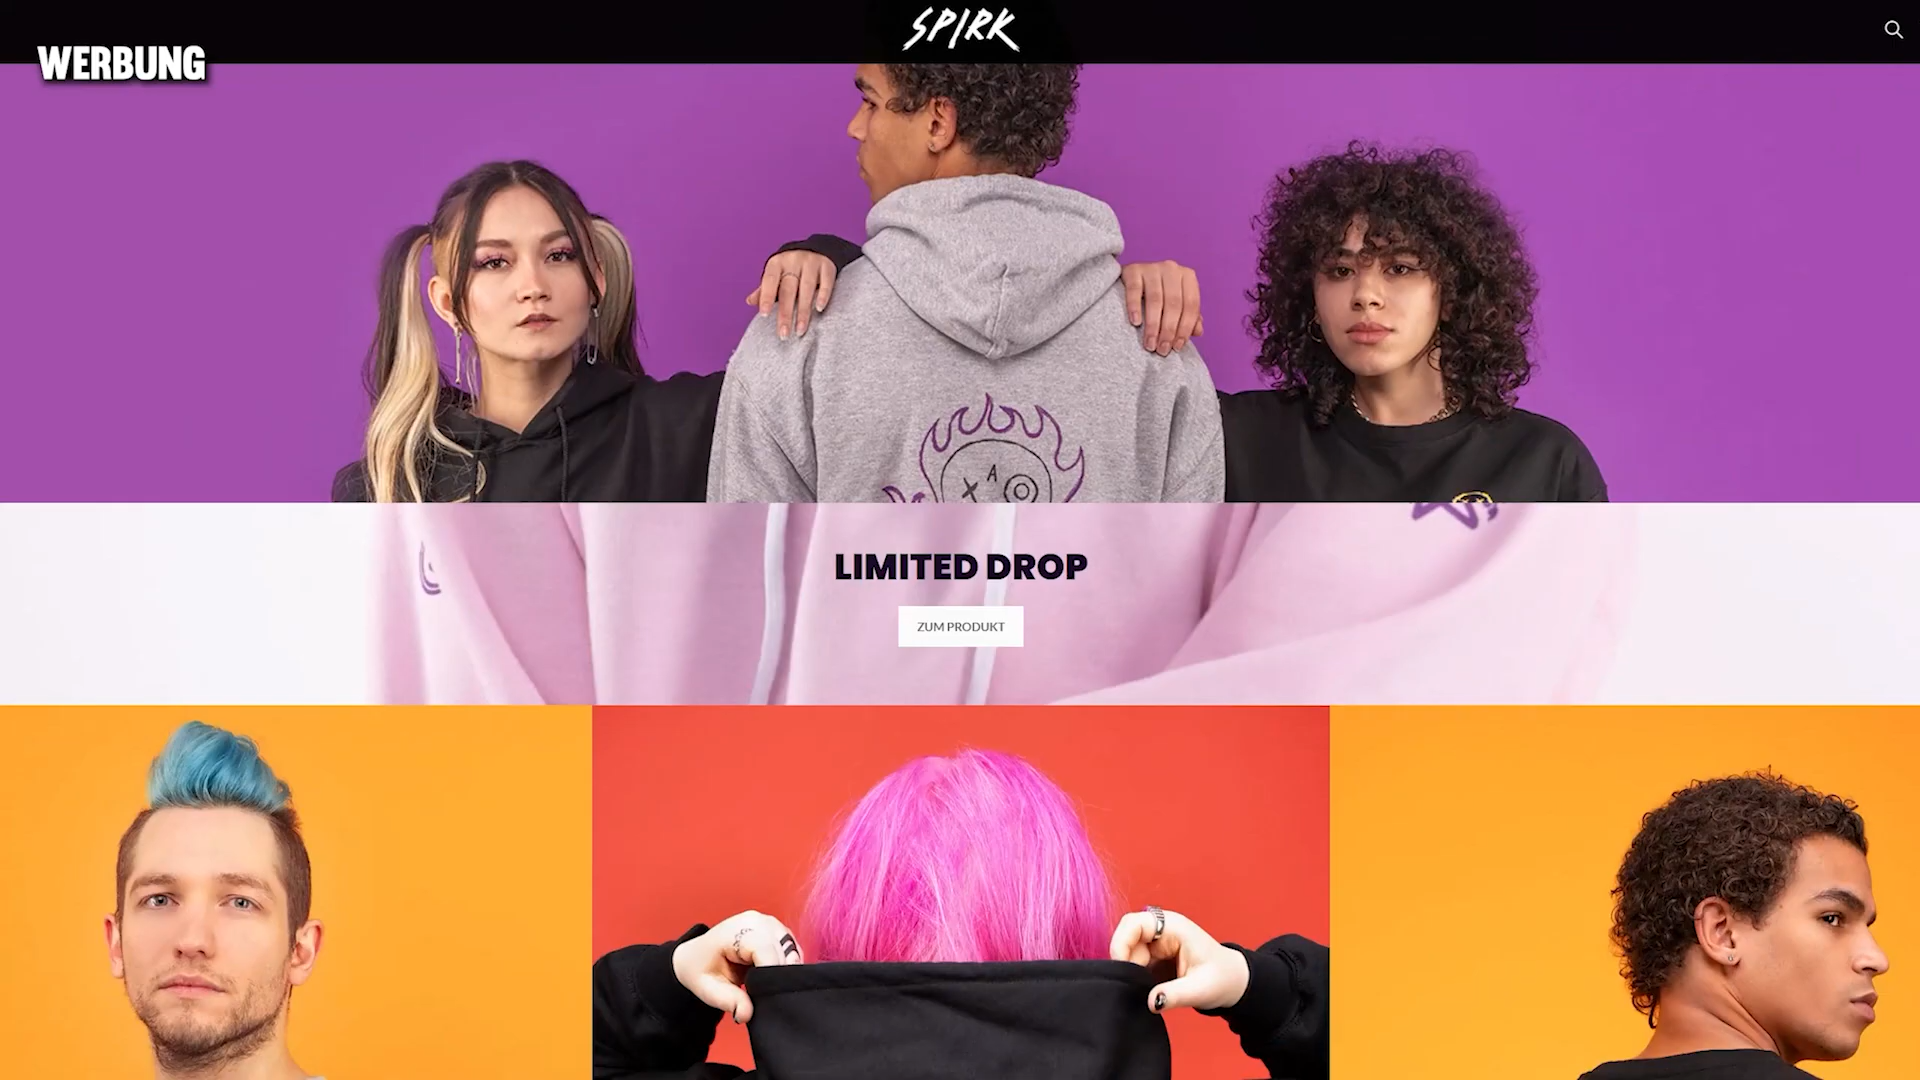 SPIRK
WERBUNG
X A O
LIMITED DROP
ZUM PRODUKT